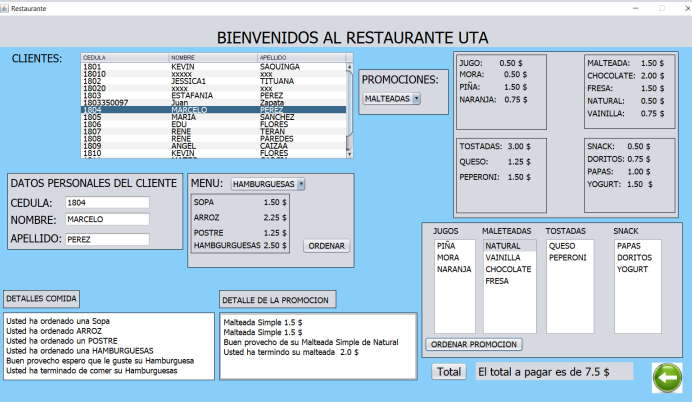 Restaurante
BIENVENIDOS AL RESTAURANTE UTA
CLIENTES:
CEDULA NOMBRE APELLIDO
1801 KEVIN SAQUINGA
18010 xxxxx xxx
1802 JESSICA1 TITUANA
18020 xxxx xxx
1803 ESTAFANIA PEREZ
1803350097 Juan Zapata
1804 MARCELO PEREZ
1805 MARIA SANCHEZ
1806 EDU FLORES
1807 RENE TERAN
1808 RENE PAREDES
1809 ANGEL CAIZAA
1810 KEVIN FLORES
PROMOCIONES:
MALTEADAS
JUGO: 0.50 $
MORA: 0.50 $
PIÑA: 1.50 $
NARANJA: 0.75 $
MALTEADA: 1.50 $
CHOCOLATE: 2.00 $
FRESA: 1.50 $
NATURAL: 0.50 $
VAINILLA: 0.75 $
TOSTADAS: 3.00 $
QUESO: 1.25 $
PEPERONI: 1.50 $
SNACK: 0.50 $
DORITOS: 0.75 $
PAPAS: 1.00 $
YOGURT: 1.50 $
DATOS PERSONALES DEL CLIENTE
CEDULA: 1804
NOMBRE: MARCELO
APELLIDO: PEREZ
MENU: HAMBURGUESAS
SOPA 1.50 $
ARROZ 2.25 $
POSTRE 1.25 $
HAMBGURGUESAS 2.50 $
ORDENAR
JUGOS MALETEADAS TOSTADAS SNACK
PIÑA NATURAL QUESO PAPAS
MORA VAINILLA PEPERONI DORITOS
NARANJA CHOCOLATE YOGURT
FRESA
ORDENAR PROMOCION
DETALLES COMIDA
Usted ha ordenado una Sopa
Usted ha ordenado ARROZ
Usted ha ordenado un POSTRE
Usted ha ordenado una HAMBURGUESAS
Buen provecho espero que le guste su Hamburguesa
Usted ha terminado de comer su Hamburguesas
DETALLE DE LA PROMOCION
Malteada Simple 1.5 $
Malteada Simple 1.5 $
Buen provecho de su Malteada Simple de Natural
Usted ha termindo su malteada 2.0 $
Total
El total a pagar es de 7.5 $